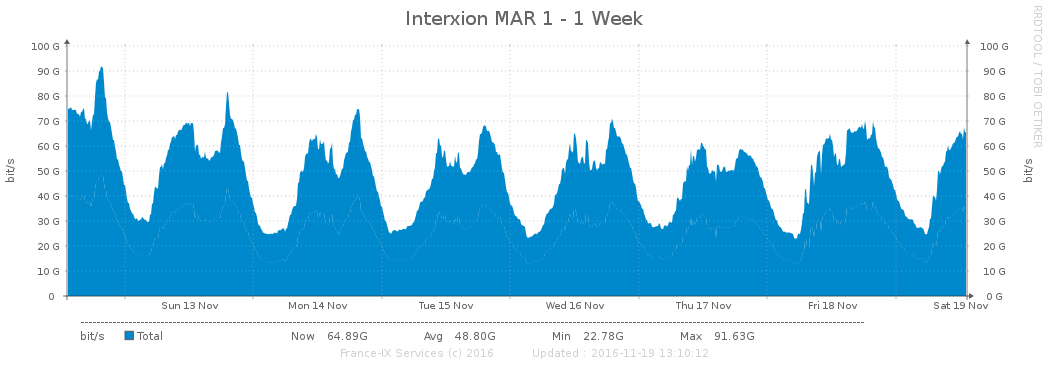 Interxion MAR 1 - 1 Week
RRDTOOL / TOBI OETIKER
bit/s
100 G
90 G
80 G
70 G
60 G
50 G
40 G
30 G
20 G
10 G
0
100 G
90 G
80 G
70 G
60 G
50 G
40 G
30 G
20 G
10 G
0 G
bit/s
Sun 13 Nov Mon 14 Nov Tue 15 Nov Wed 16 Nov Thu 17 Nov Fri 18 Nov Sat 19 Nov
bit/s Total Now 64.89G Avg 48.80G Min 22.78G Max 91.63G
France-IX Services (c) 2016 Updated : 2016-11-19 13:10:12